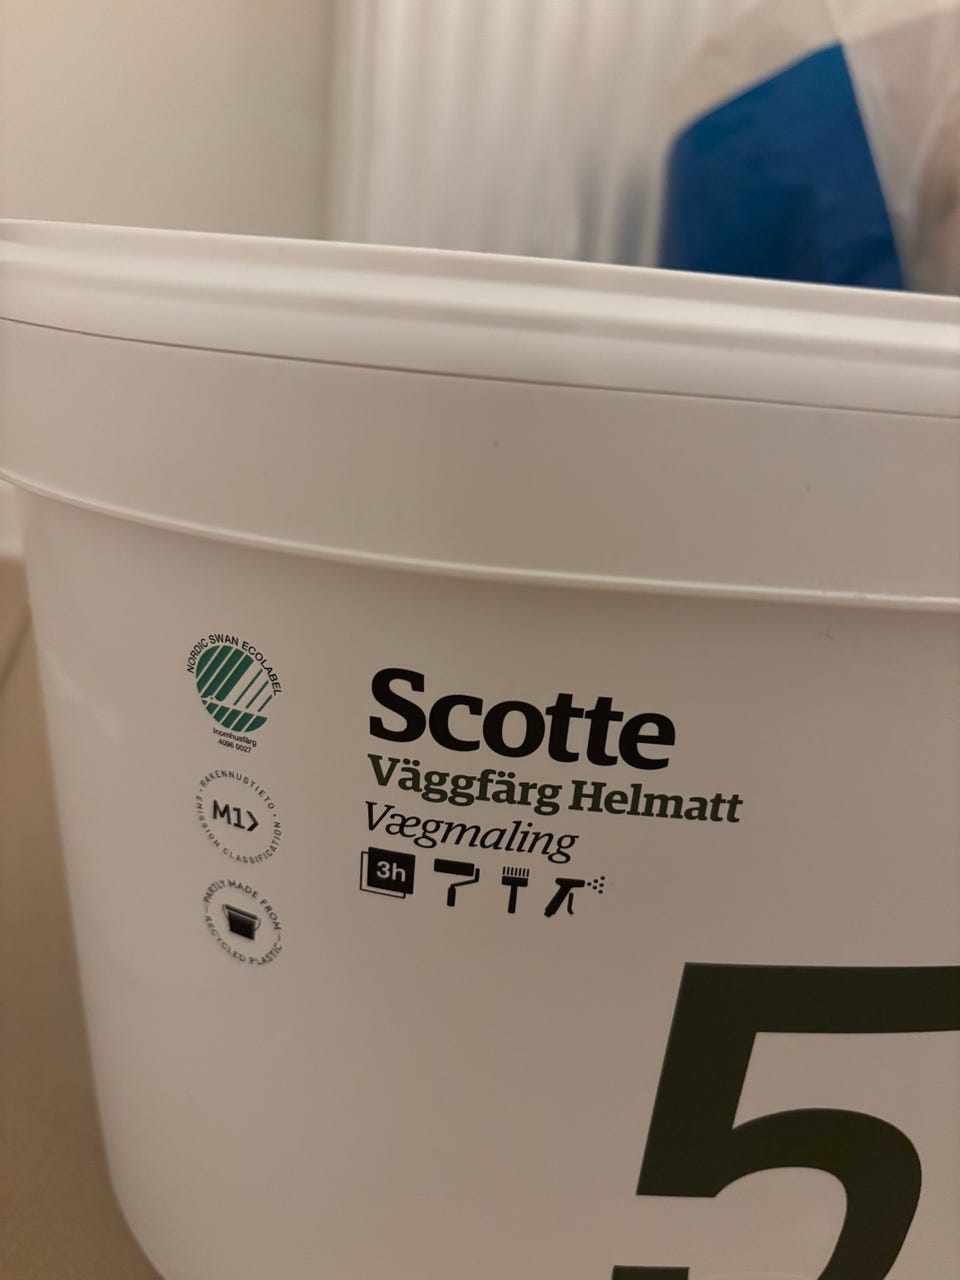 NORDIC SWAN ECOLABEL
Inomhusfärg
4096 0027
· RAKENNUSTIETO · EMISSION CLASSIFICATION
M1
PARTLY MADE FROM
RECYCLED PLASTIC
Scotte
Väggfärg Helmatt
Vægmaling
3h
5